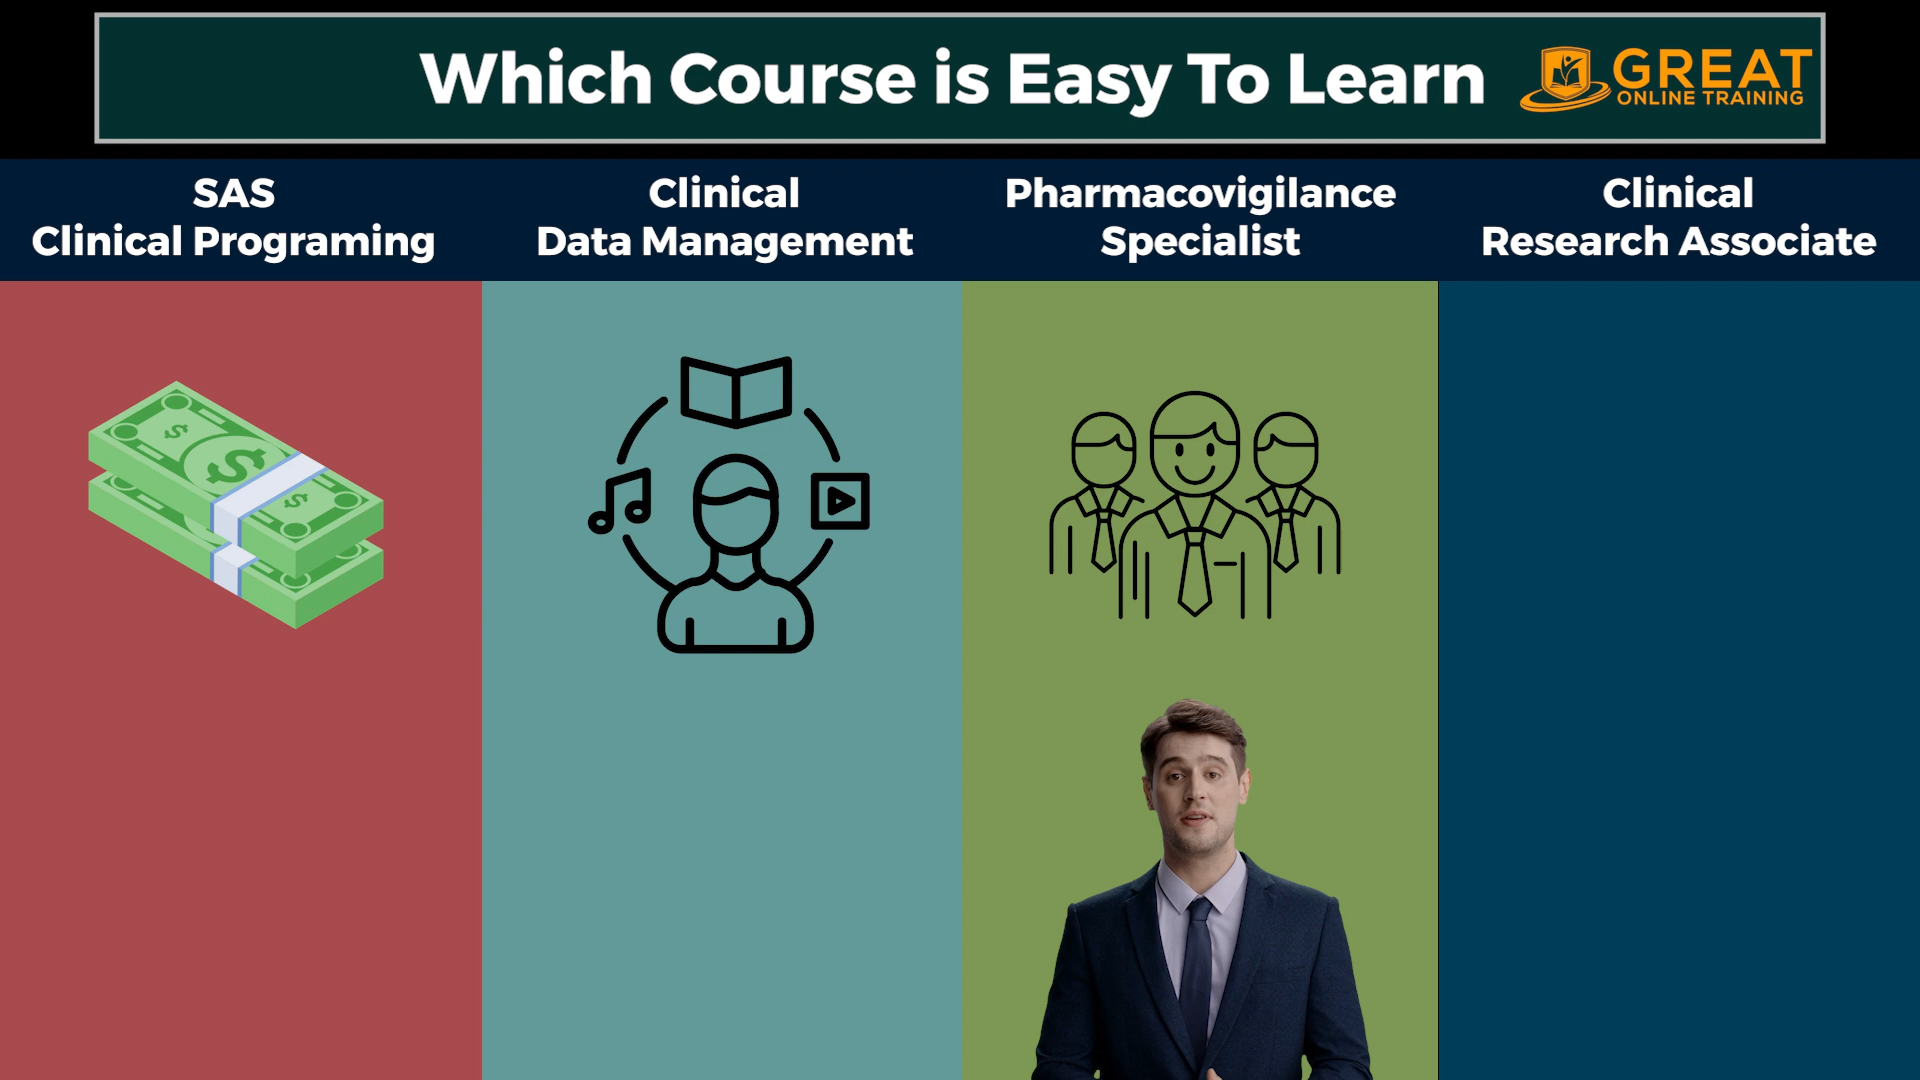 Which Course is Easy To Learn
GREAT
ONLINE TRAINING
SAS
Clinical Programing
Clinical
Data Management
Pharmacovigilance
Specialist
Clinical
Research Associate